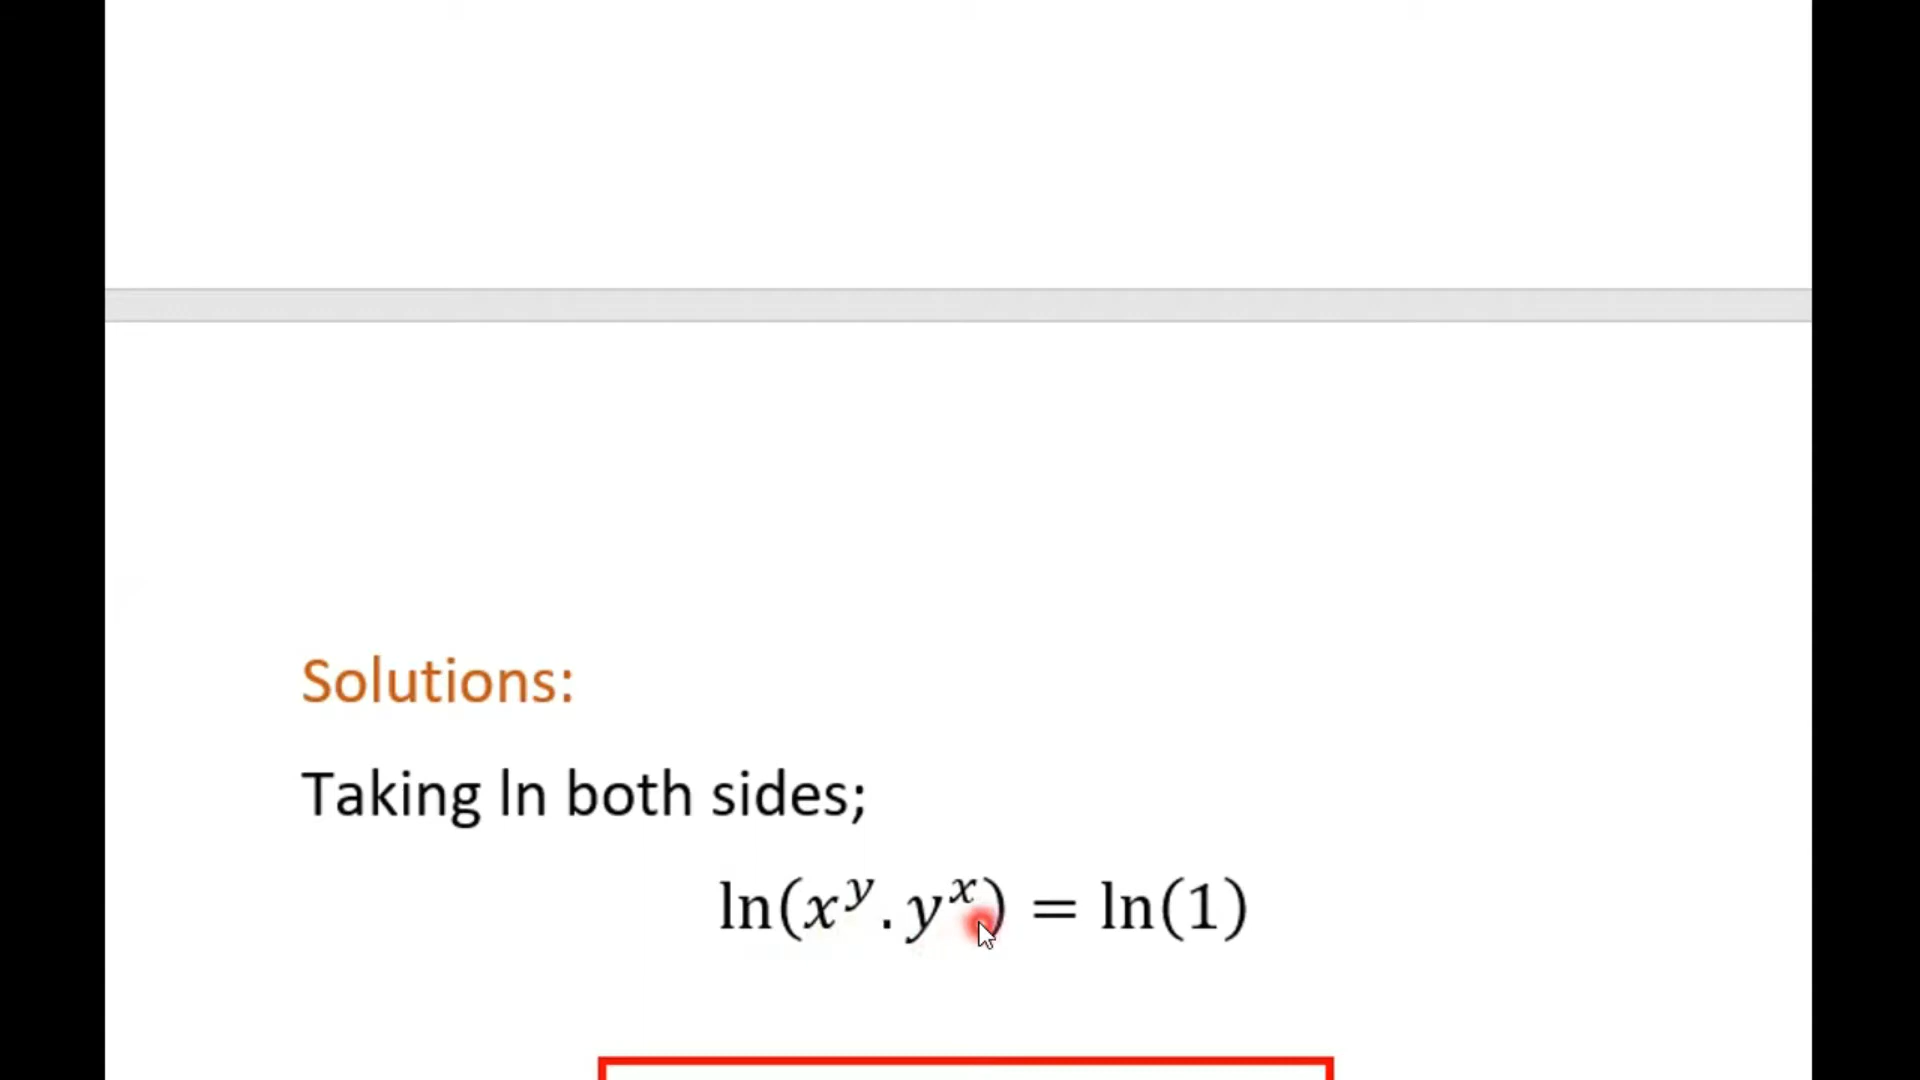 Solutions:
Taking ln both sides;
ln(x^y . y^x) = ln(1)